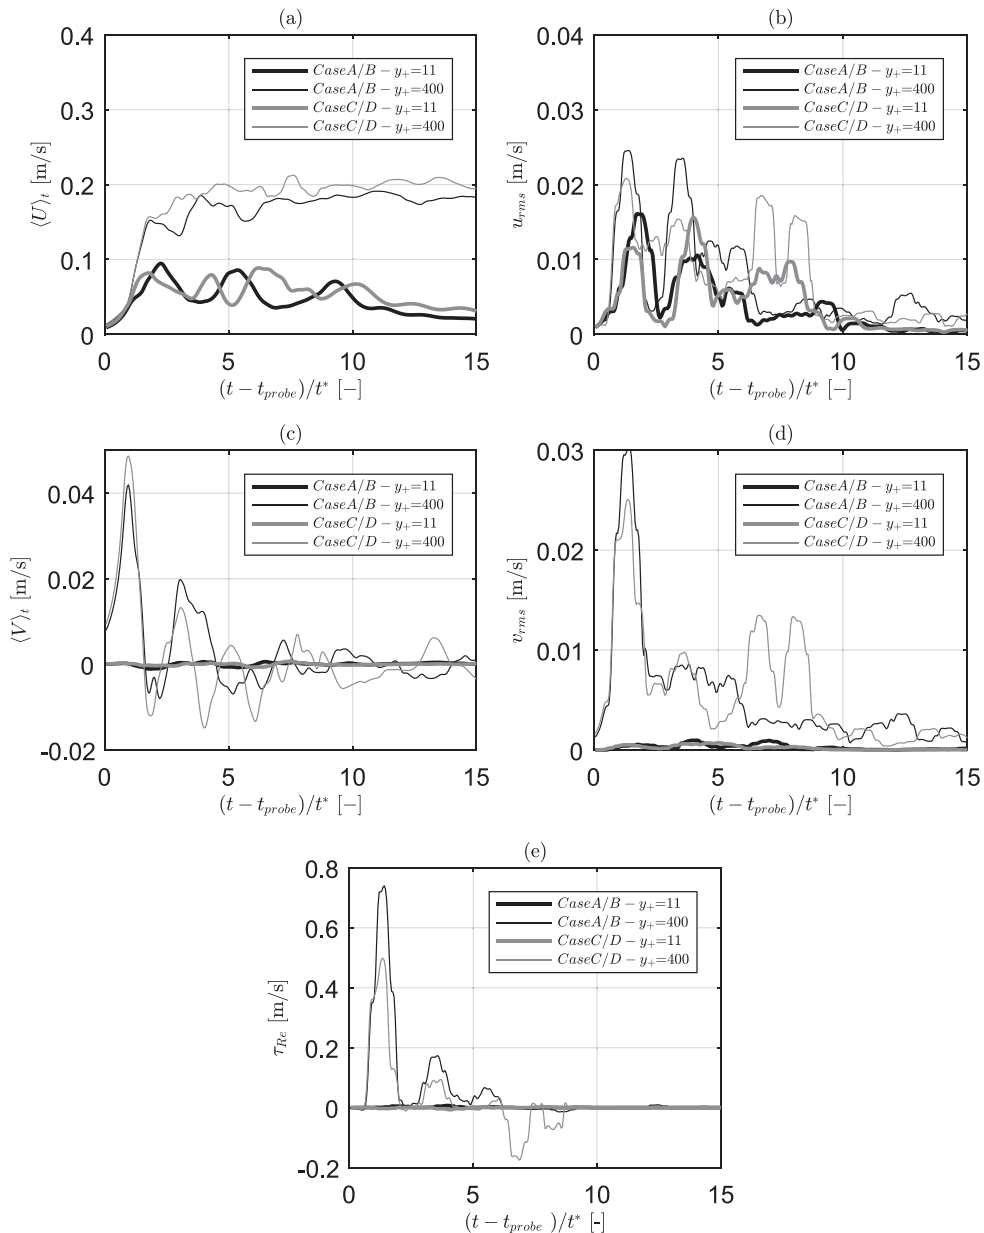 (a)
0.4
0.3
0.2
0.1
0
⟨U⟩t [m/s]
CaseA/B − y+=11
CaseA/B − y+=400
CaseC/D − y+=11
CaseC/D − y+=400
0 5 10 15
(t − tprobe)/t* [−]
(b)
0.04
0.03
0.02
0.01
0
urms [m/s]
CaseA/B − y+=11
CaseA/B − y+=400
CaseC/D − y+=11
CaseC/D − y+=400
0 5 10 15
(t − tprobe)/t* [−]
(c)
0.04
0.02
0
-0.02
⟨V⟩t [m/s]
CaseA/B − y+=11
CaseA/B − y+=400
CaseC/D − y+=11
CaseC/D − y+=400
0 5 10 15
(t − tprobe)/t* [−]
(d)
0.03
0.02
0.01
0
vrms [m/s]
CaseA/B − y+=11
CaseA/B − y+=400
CaseC/D − y+=11
CaseC/D − y+=400
0 5 10 15
(t − tprobe)/t* [−]
(e)
0.8
0.6
0.4
0.2
0
-0.2
τRe [m/s]
CaseA/B − y+=11
CaseA/B − y+=400
CaseC/D − y+=11
CaseC/D − y+=400
0 5 10 15
(t − tprobe )/t* [-]